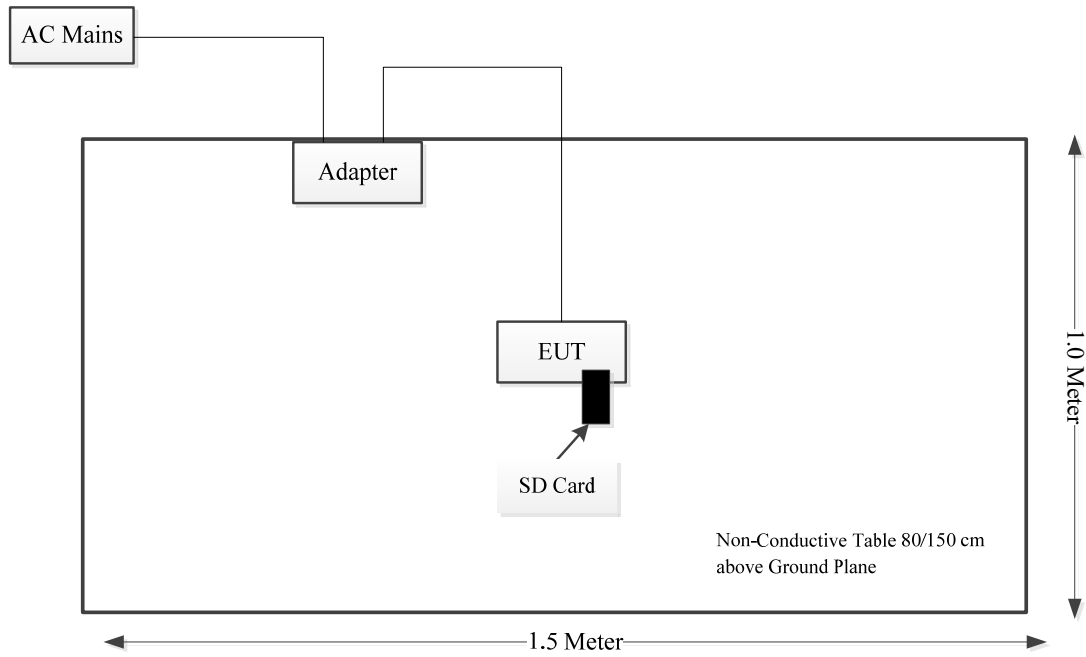 AC Mains
Adapter
EUT
SD Card
Non-Conductive Table 80/150 cm
above Ground Plane
1.0 Meter
1.5 Meter